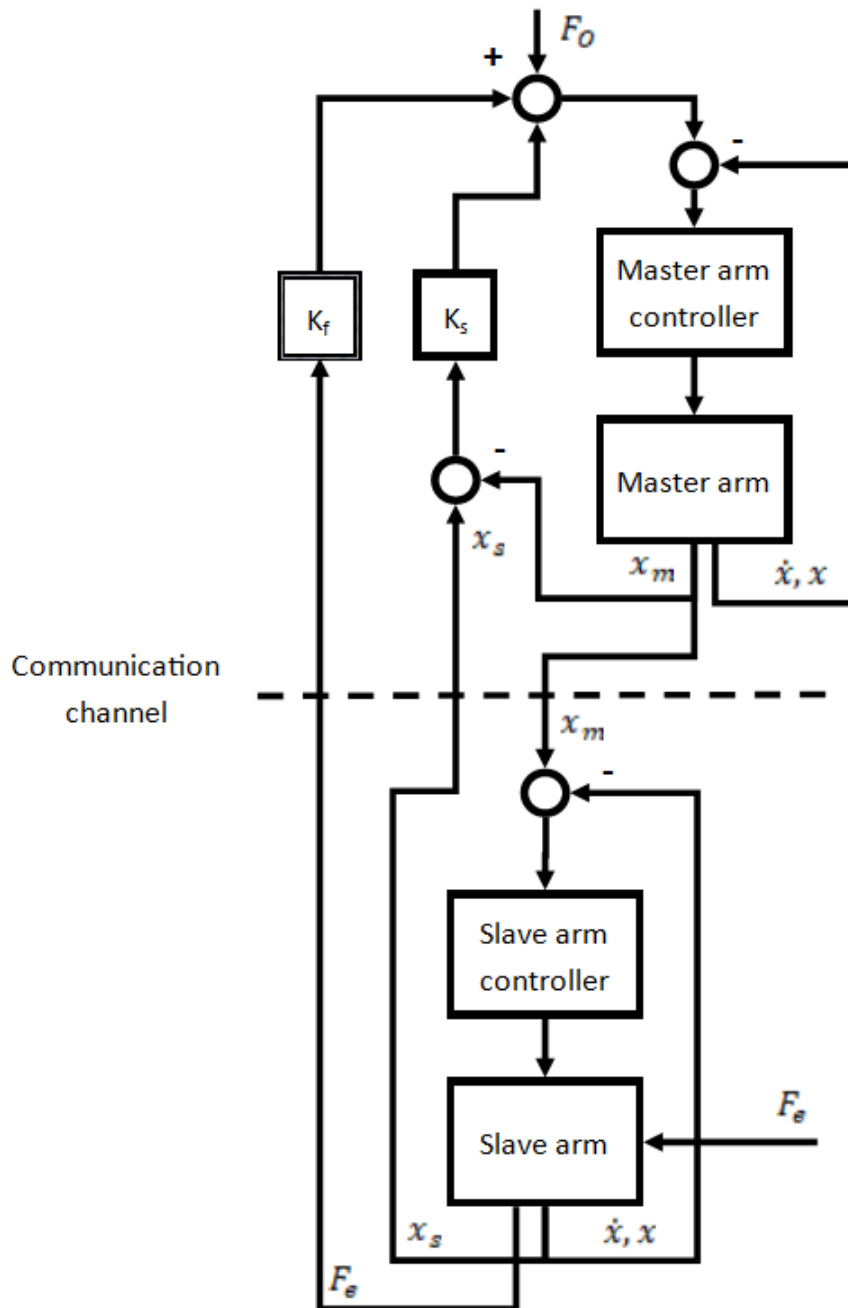 F_O
+
-
K_f
K_s
Master arm
controller
-
Master arm
x_s
x_m
ẋ, x
Communication
channel
x_m
-
Slave arm
controller
F_e
Slave arm
x_s
ẋ, x
F_e